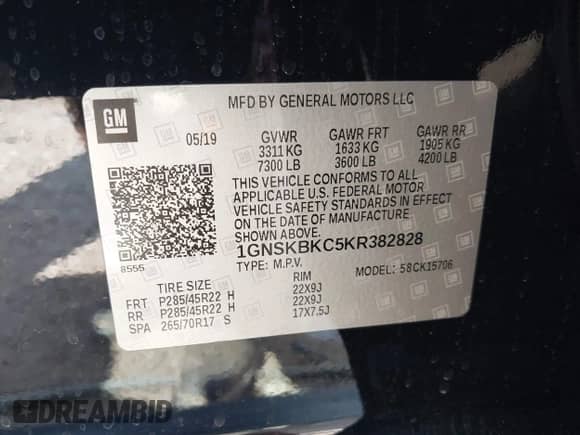 GM
MFD BY GENERAL MOTORS LLC
05/19 GVWR GAWR FRT GAWR RR
3311 KG 1633 KG 1905 KG
7300 LB 3600 LB 4200 LB
THIS VEHICLE CONFORMS TO ALL
APPLICABLE U.S. FEDERAL MOTOR
VEHICLE SAFETY STANDARDS IN EFFECT ON
THE DATE OF MANUFACTURE SHOWN ABOVE.
1GNSKBKC5KR382828
8555 TYPE: M.P.V. MODEL: 58CK15706
TIRE SIZE RIM
FRT P285/45R22 H 22X9J
RR P285/45R22 H 22X9J
SPA 265/70R17 S 17X7.5J
DREAMBID